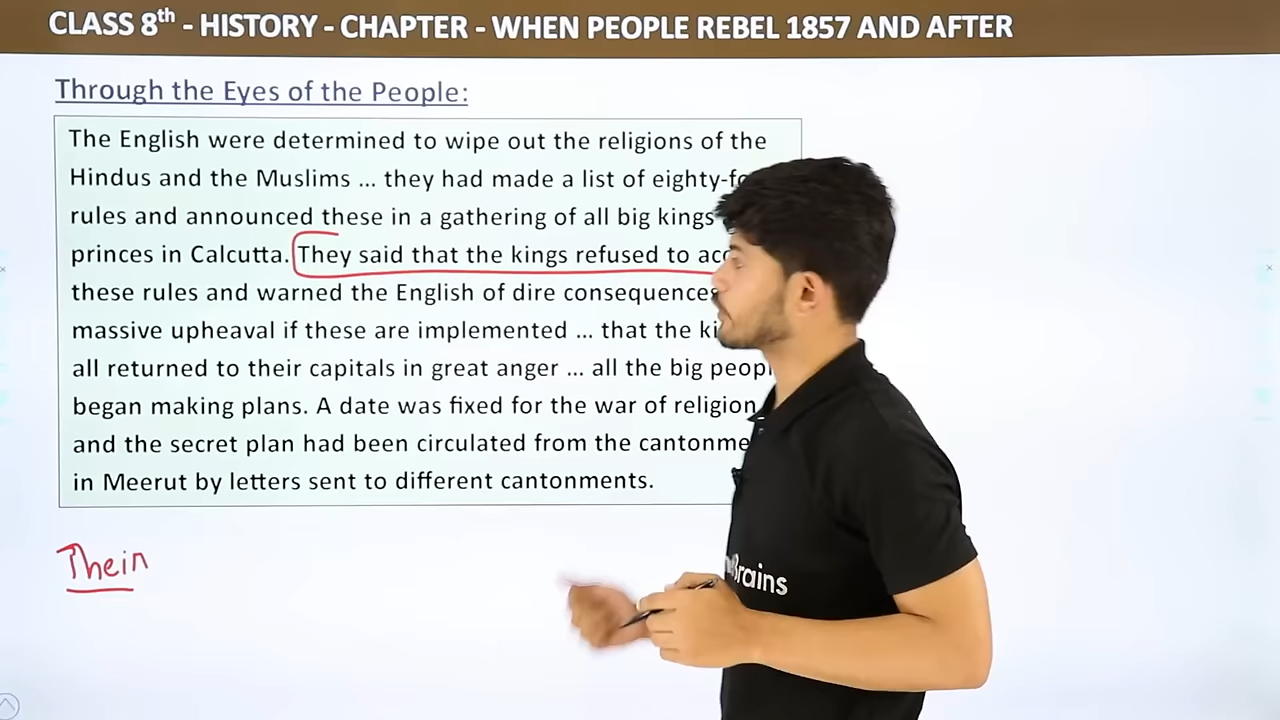 CLASS 8th - HISTORY - CHAPTER - WHEN PEOPLE REBEL 1857 AND AFTER
Through the Eyes of the People:
The English were determined to wipe out the religions of the
Hindus and the Muslims ... they had made a list of
rules and announced these in a gathering of all big kings
princes in Calcutta. They said that the kings refused to
these rules and warned the English of dire
massive upheaval if these are implemented ... that the
all returned to their capitals in great anger ... all the big
began making plans. A date was fixed for the war of religion
and the secret plan had been circulated from the
in Meerut by letters sent to different cantonments.
Their
Brains